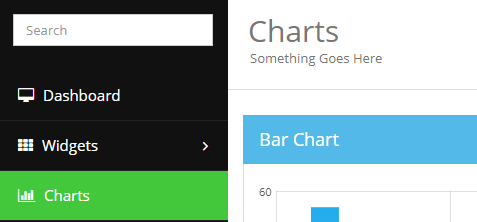 Search
Dashboard
Widgets
Charts
Charts
Something Goes Here
Bar Chart
60